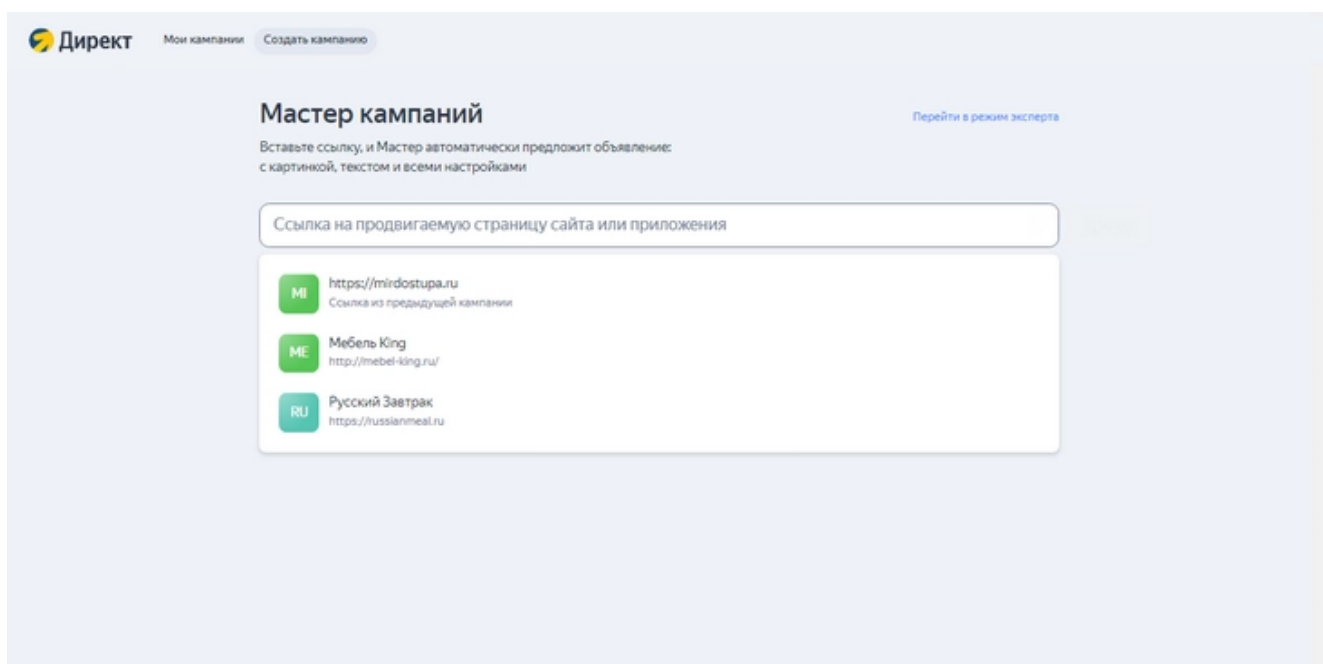 Директ
Мои кампании
Создать кампанию
Мастер кампаний
Перейти в режим эксперта
Вставьте ссылку, и Мастер автоматически предложит объявление:
с картинкой, текстом и всеми настройками
Ссылка на продвигаемую страницу сайта или приложения
MI
https://mirdostupa.ru
Ссылка из предыдущей кампании
ME
Мебель King
http://mebel-king.ru/
RU
Русский Завтрак
https://russianmeal.ru